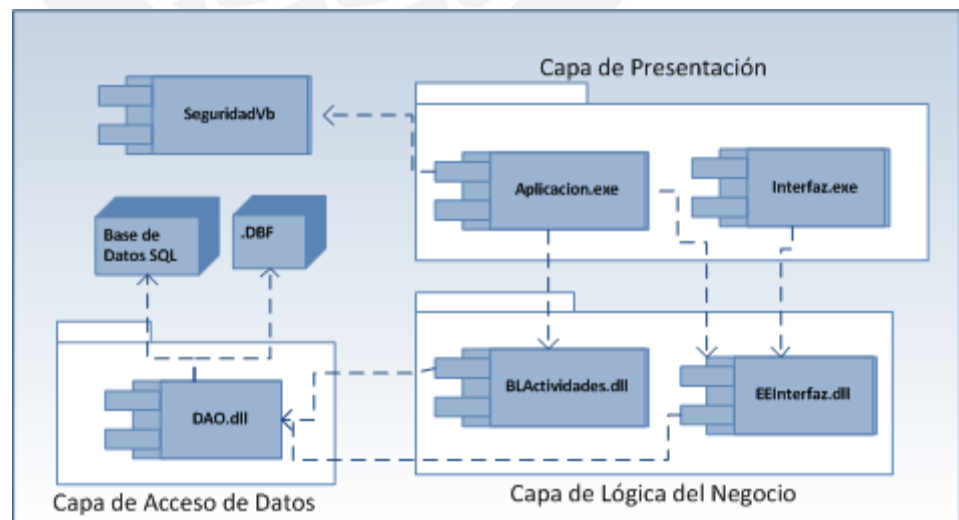 Capa de Presentación
SeguridadVb
Aplicacion.exe
Interfaz.exe
Base de
Datos SQL
.DBF
BLActividades.dll
EEInterfaz.dll
DAO.dll
Capa de Acceso de Datos
Capa de Lógica del Negocio